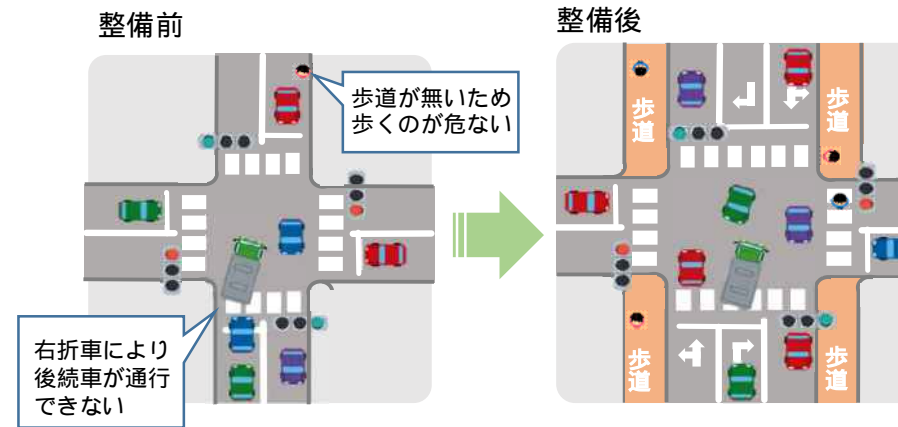 整備前
整備後
歩道が無いため
歩くのが危ない
歩道
歩道
右折車により
後続車が通行
できない
歩道
歩道